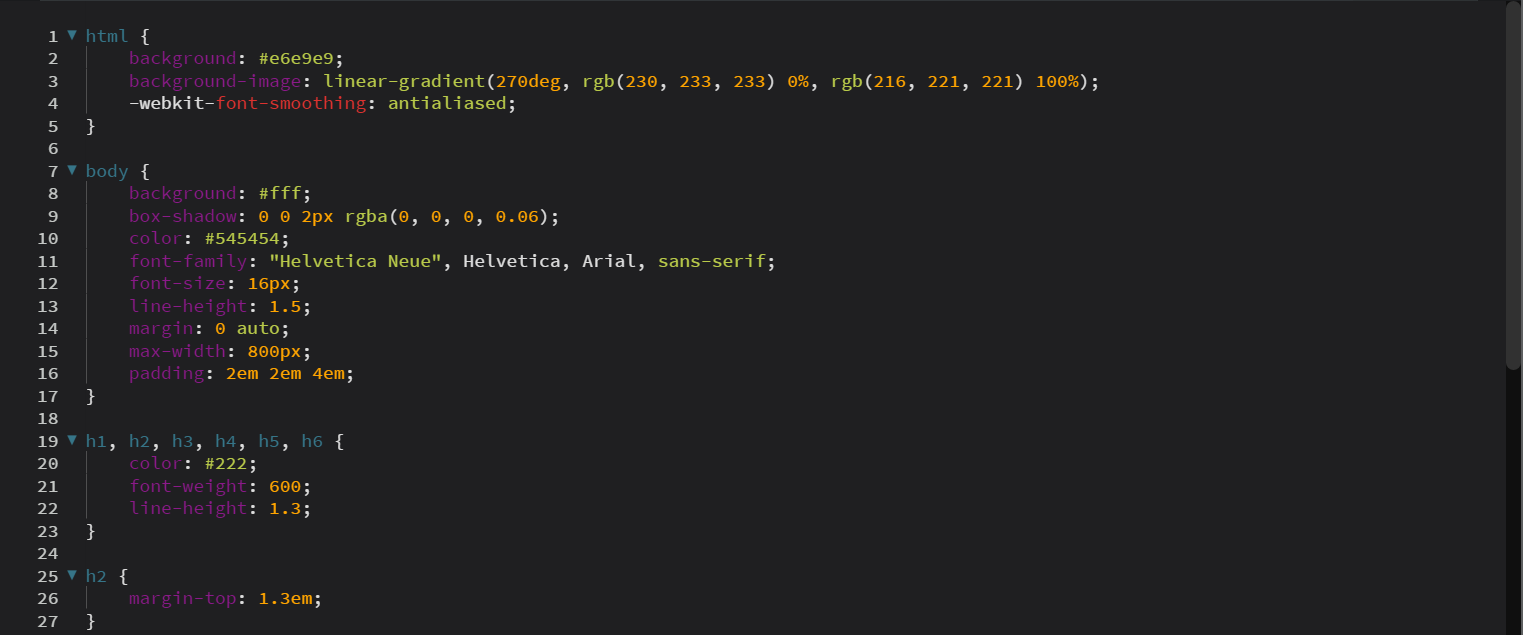 1 ▼ html {
2     background: #e6e9e9;
3     background-image: linear-gradient(270deg, rgb(230, 233, 233) 0%, rgb(216, 221, 221) 100%);
4     -webkit-font-smoothing: antialiased;
5 }
6
7 ▼ body {
8     background: #fff;
9     box-shadow: 0 0 2px rgba(0, 0, 0, 0.06);
10     color: #545454;
11     font-family: "Helvetica Neue", Helvetica, Arial, sans-serif;
12     font-size: 16px;
13     line-height: 1.5;
14     margin: 0 auto;
15     max-width: 800px;
16     padding: 2em 2em 4em;
17 }
18
19 ▼ h1, h2, h3, h4, h5, h6 {
20     color: #222;
21     font-weight: 600;
22     line-height: 1.3;
23 }
24
25 ▼ h2 {
26     margin-top: 1.3em;
27 }